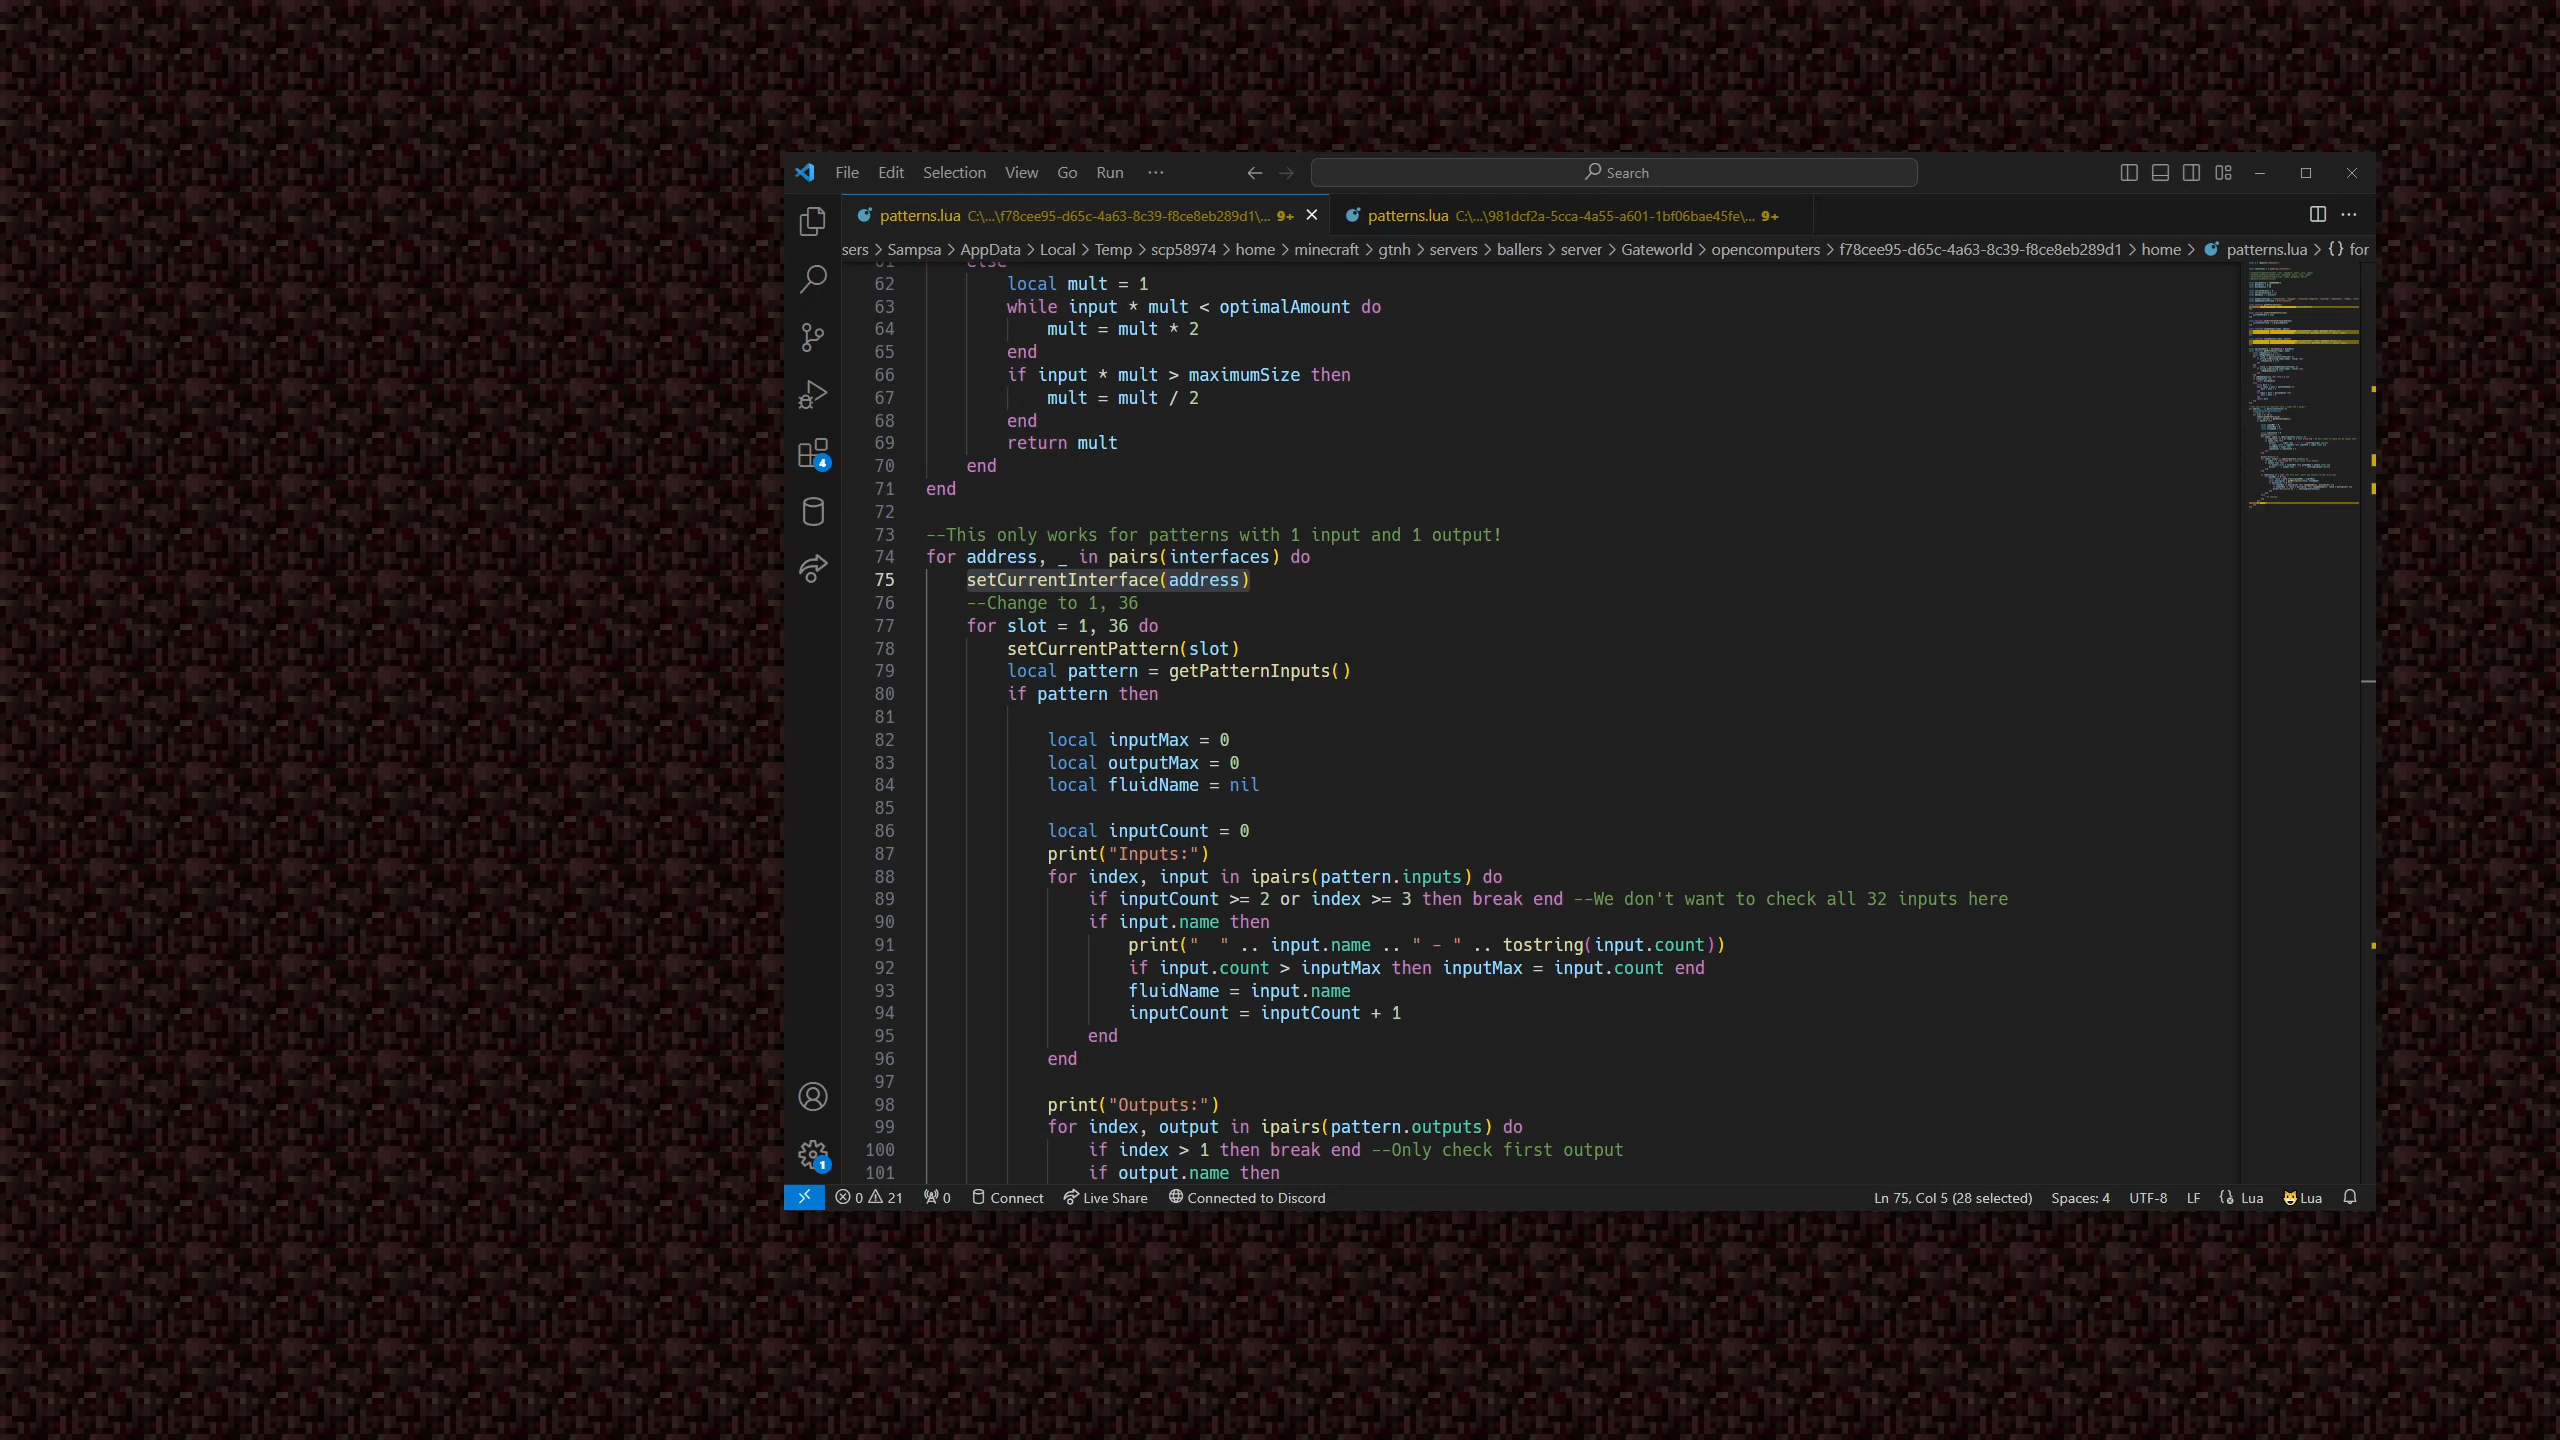 File Edit Selection View Go Run ···
Search
patterns.lua C:\...\f78cee95-d65c-4a63-8c39-f8ce8eb289d1\... 9+
patterns.lua C:\...\981dcf2a-5cca-4a55-a601-1bf06bae45fe\... 9+
sers > Sampsa > AppData > Local > Temp > scp58974 > home > minecraft > gtnh > servers > ballers > server > Gateworld > opencomputers > f78cee95-d65c-4a63-8c39-f8ce8eb289d1 > home > patterns.lua > {} for
61 else
62 local mult = 1
63 while input * mult < optimalAmount do
64 mult = mult * 2
65 end
66 if input * mult > maximumSize then
67 mult = mult / 2
68 end
69 return mult
70 end
71 end
72
73 --This only works for patterns with 1 input and 1 output!
74 for address, _ in pairs(interfaces) do
75 setCurrentInterface(address)
76 --Change to 1, 36
77 for slot = 1, 36 do
78 setCurrentPattern(slot)
79 local pattern = getPatternInputs()
80 if pattern then
81
82 local inputMax = 0
83 local outputMax = 0
84 local fluidName = nil
85
86 local inputCount = 0
87 print("Inputs:")
88 for index, input in ipairs(pattern.inputs) do
89 if inputCount >= 2 or index >= 3 then break end --We don't want to check all 32 inputs here
90 if input.name then
91 print("  " .. input.name .. " - " .. tostring(input.count))
92 if input.count > inputMax then inputMax = input.count end
93 fluidName = input.name
94 inputCount = inputCount + 1
95 end
96 end
97
98 print("Outputs:")
99 for index, output in ipairs(pattern.outputs) do
100 if index > 1 then break end --Only check first output
101 if output.name then
4
1
0 21 0 Connect Live Share Connected to Discord
Ln 75, Col 5 (28 selected) Spaces: 4 UTF-8 LF Lua Lua